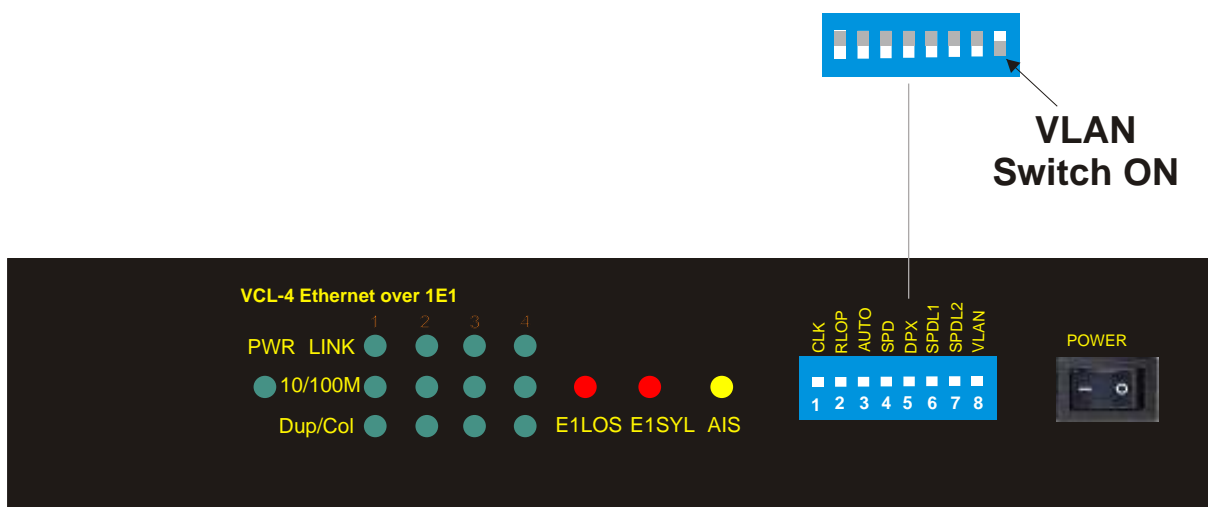 VLAN
Switch ON
VCL-4 Ethernet over 1E1
1 2 3 4
PWR LINK
10/100M
Dup/Col
E1LOS E1SYL AIS
CLK
RLOP
AUTO
SPD
DPX
SPDL1
SPDL2
VLAN
1 2 3 4 5 6 7 8
POWER